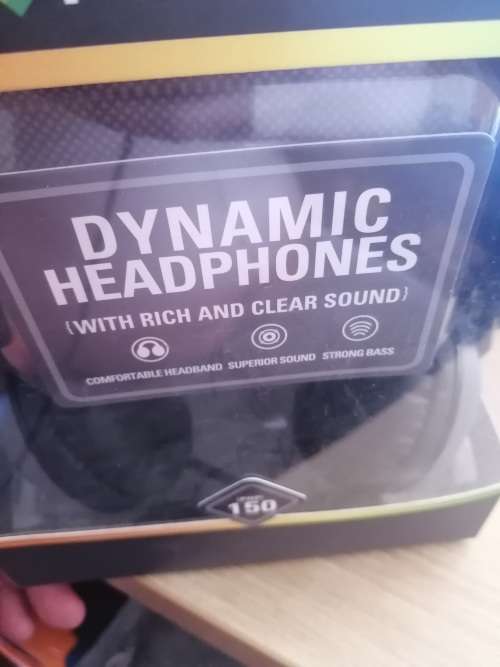 DYNAMIC
HEADPHONES
{WITH RICH AND CLEAR SOUND}
COMFORTABLE HEADBAND SUPERIOR SOUND STRONG BASS
150